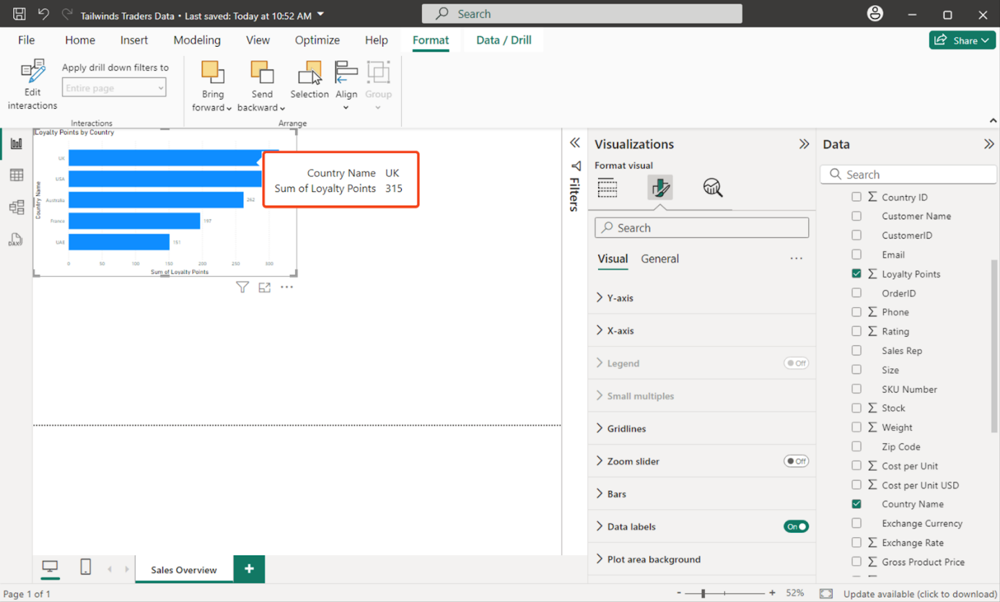 Tailwinds Traders Data • Last saved: Today at 10:52 AM
Search
File Home Insert Modeling View Optimize Help Format Data / Drill
Share
Edit interactions
Apply drill down filters to
Entire page
Interactions
Bring forward
Send backward
Selection
Align
Group
Arrange
Loyalty Points by Country
Country Name
UK
USA
Australia 262
France 197
UAE 151
0 50 100 150 200 250 300
Sum of Loyalty Points
Country Name UK
Sum of Loyalty Points 315
Filters
Visualizations
Format visual
Search
Visual General
Y-axis
X-axis
Legend Off
Small multiples
Gridlines
Zoom slider Off
Bars
Data labels On
Plot area background
Data
Search
Country ID
Customer Name
CustomerID
Email
Loyalty Points
OrderID
Phone
Rating
Sales Rep
Size
SKU Number
Stock
Weight
Zip Code
Cost per Unit
Cost per Unit USD
Country Name
Exchange Currency
Exchange Rate
Gross Product Price
DAX
Sales Overview
Page 1 of 1
- + 52%
Update available (click to download)